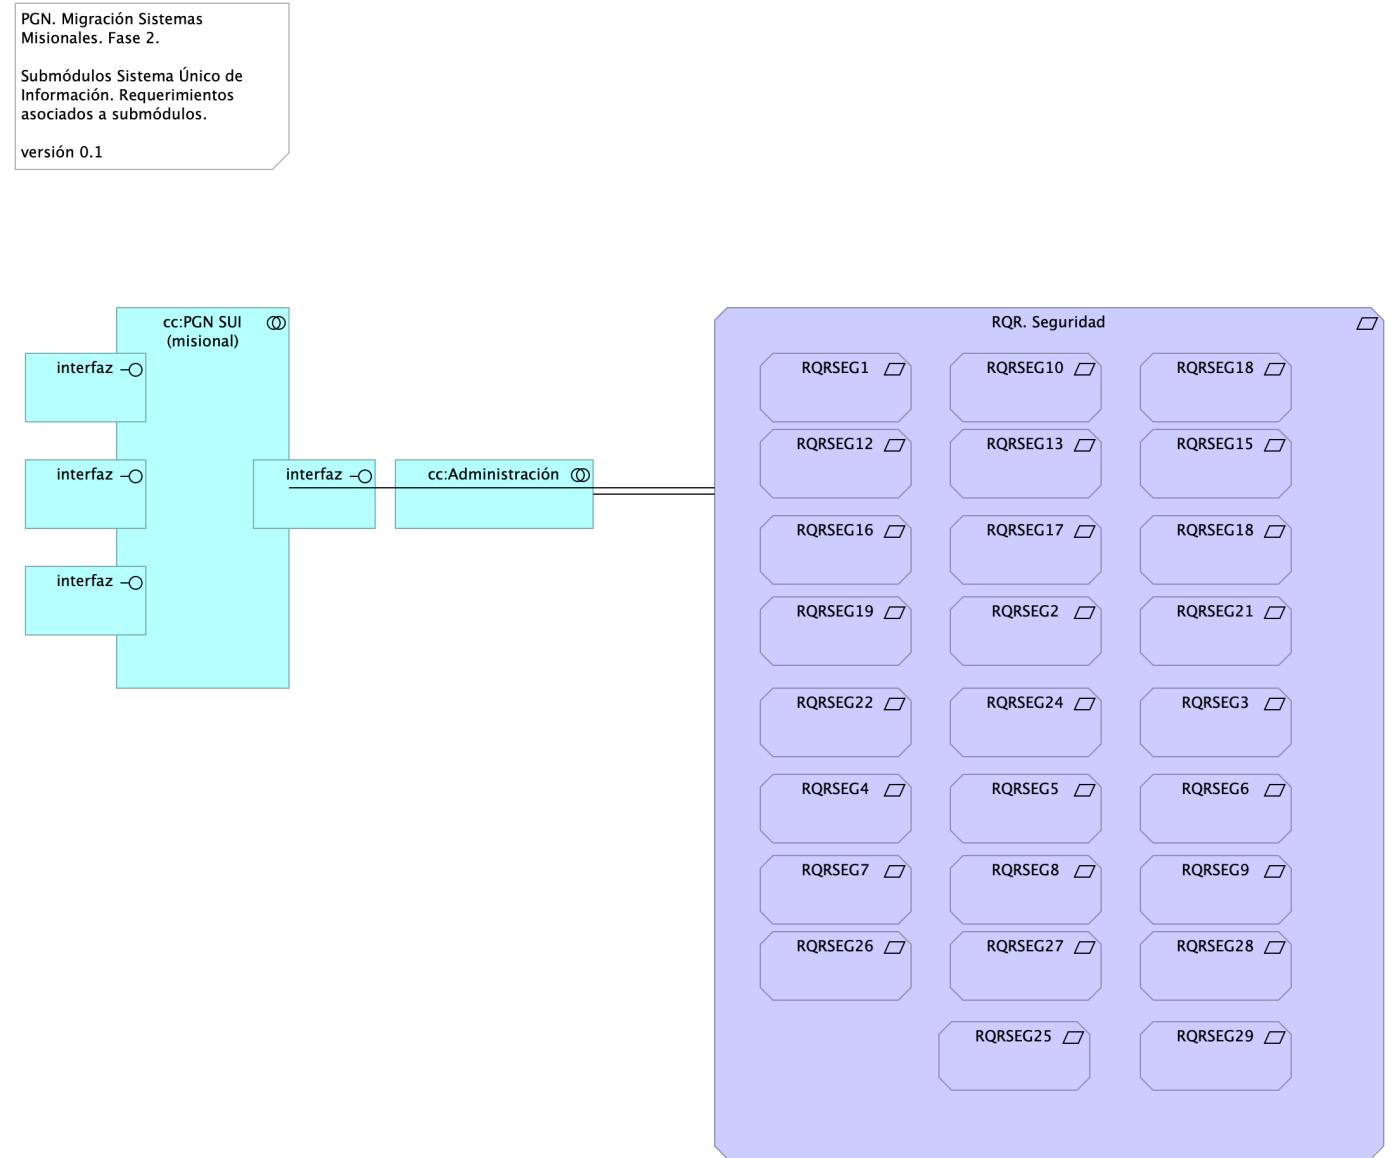 PGN. Migración Sistemas
Misionales. Fase 2.
Submódulos Sistema Único de
Información. Requerimientos
asociados a submódulos.
versión 0.1
cc:PGN SUI
(misional)
interfaz
interfaz
interfaz
interfaz
cc:Administración
RQR. Seguridad
RQRSEG1
RQRSEG10
RQRSEG18
RQRSEG12
RQRSEG13
RQRSEG15
RQRSEG16
RQRSEG17
RQRSEG18
RQRSEG19
RQRSEG2
RQRSEG21
RQRSEG22
RQRSEG24
RQRSEG3
RQRSEG4
RQRSEG5
RQRSEG6
RQRSEG7
RQRSEG8
RQRSEG9
RQRSEG26
RQRSEG27
RQRSEG28
RQRSEG25
RQRSEG29